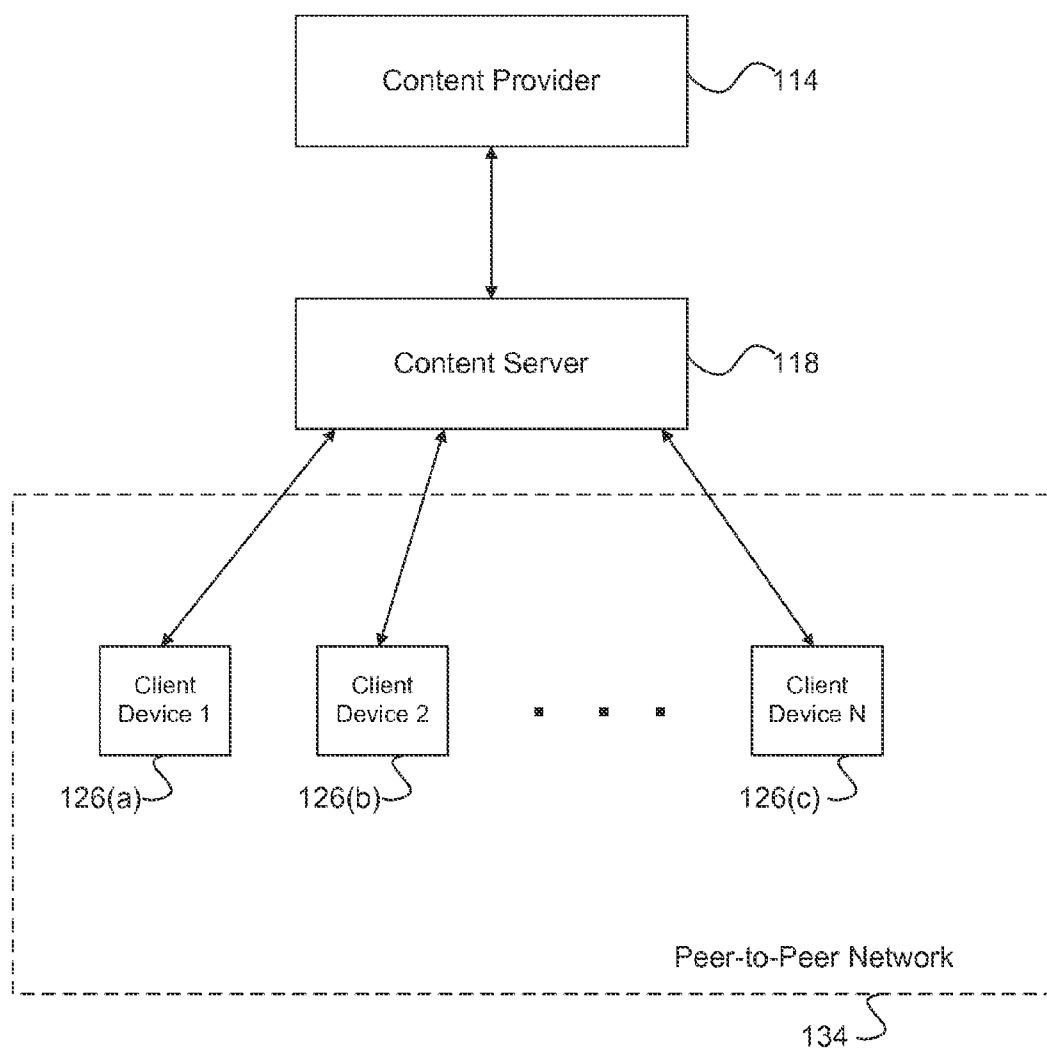 Content Provider
114
Content Server
118
Client
Device 1
Client
Device 2
Client
Device N
126(a)
126(b)
126(c)
Peer-to-Peer Network
134